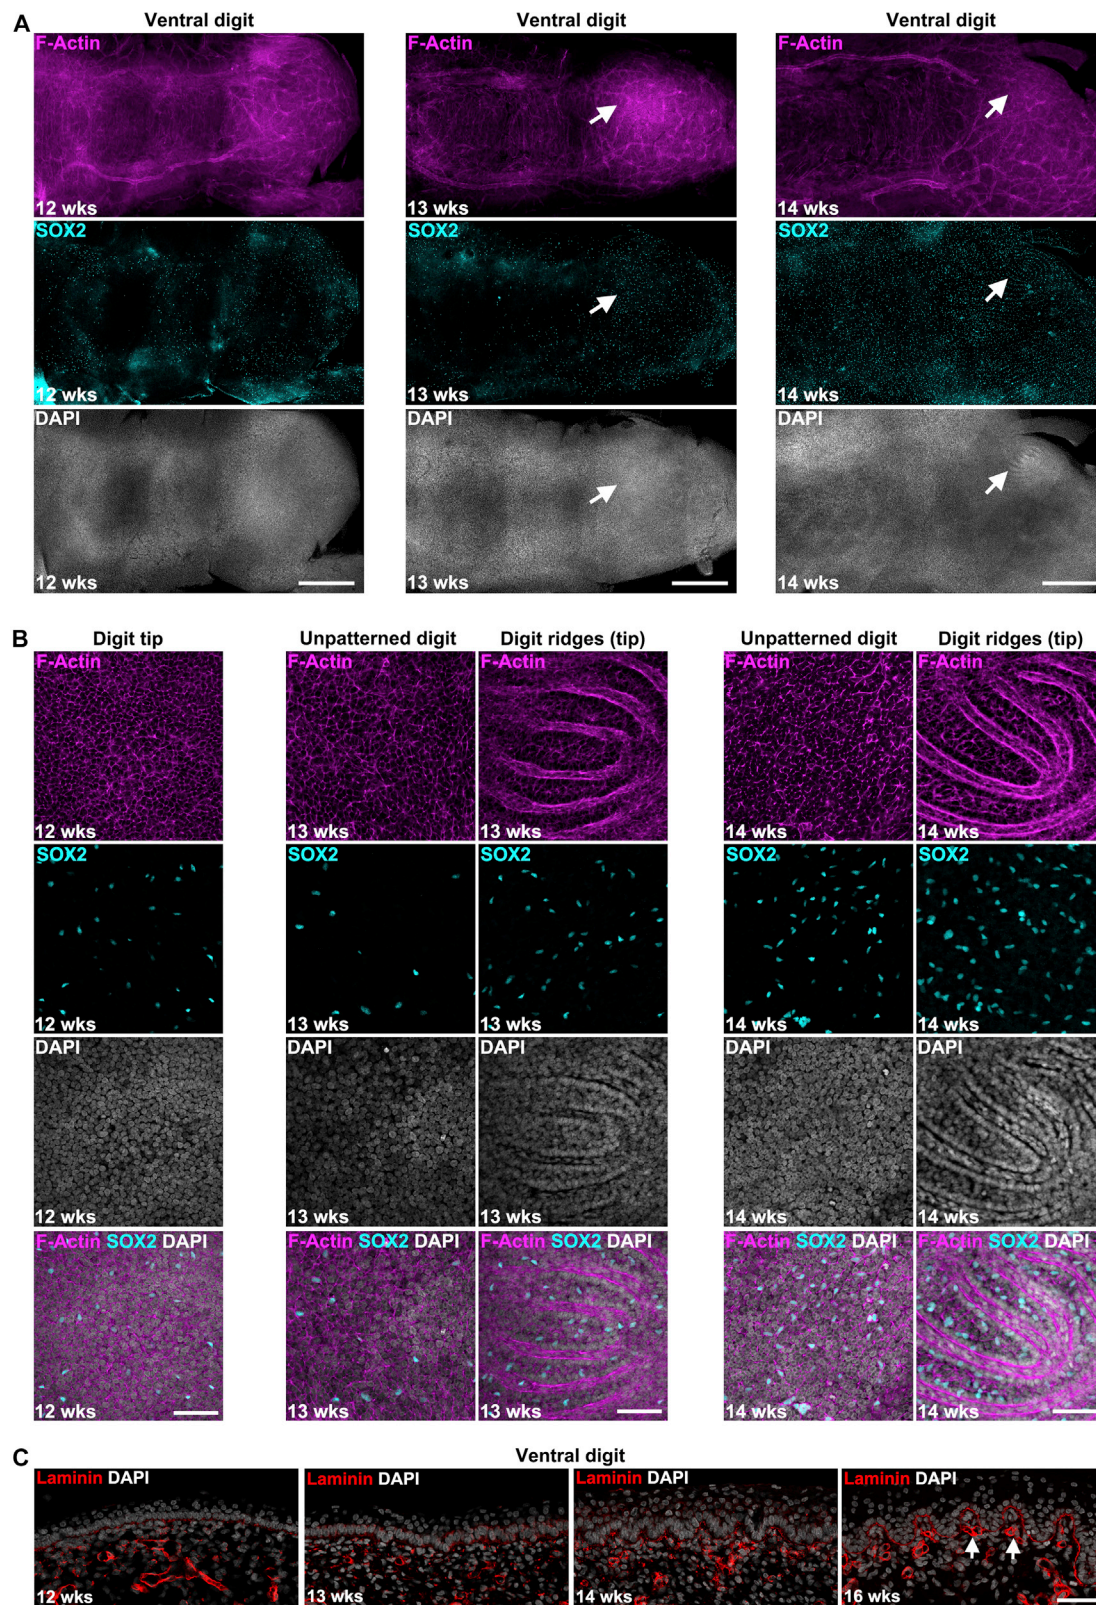 A
Ventral digit
Ventral digit
Ventral digit
F-Actin
F-Actin
F-Actin
12 wks
13 wks
14 wks
SOX2
SOX2
SOX2
12 wks
13 wks
14 wks
DAPI
DAPI
DAPI
12 wks
13 wks
14 wks
B
Digit tip
Unpatterned digit
Digit ridges (tip)
Unpatterned digit
Digit ridges (tip)
F-Actin
F-Actin
F-Actin
F-Actin
F-Actin
12 wks
13 wks
13 wks
14 wks
14 wks
SOX2
SOX2
SOX2
SOX2
SOX2
12 wks
13 wks
13 wks
14 wks
14 wks
DAPI
DAPI
DAPI
DAPI
DAPI
12 wks
13 wks
13 wks
14 wks
14 wks
F-Actin SOX2 DAPI
F-Actin SOX2 DAPI
F-Actin SOX2 DAPI
F-Actin SOX2 DAPI
F-Actin SOX2 DAPI
12 wks
13 wks
13 wks
14 wks
14 wks
C
Ventral digit
Laminin DAPI
Laminin DAPI
Laminin DAPI
Laminin DAPI
12 wks
13 wks
14 wks
16 wks